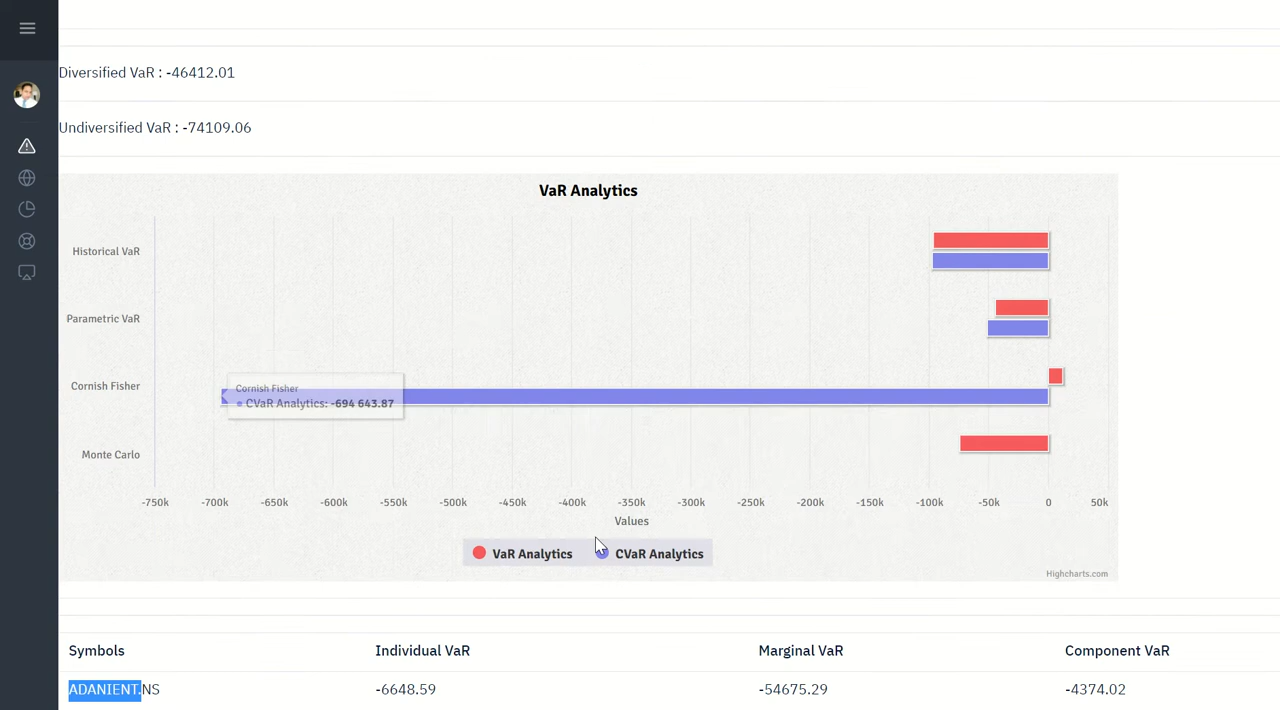 Diversified VaR : -46412.01
Undiversified VaR : -74109.06
VaR Analytics
Historical VaR
Parametric VaR
Cornish Fisher
Cornish Fisher
CVaR Analytics: -694 643.87
Monte Carlo
-750k -700k -650k -600k -550k -500k -450k -400k -350k -300k -250k -200k -150k -100k -50k 0 50k
Values
VaR Analytics CVaR Analytics
Highcharts.com
Symbols Individual VaR Marginal VaR Component VaR
ADANIENT.NS -6648.59 -54675.29 -4374.02